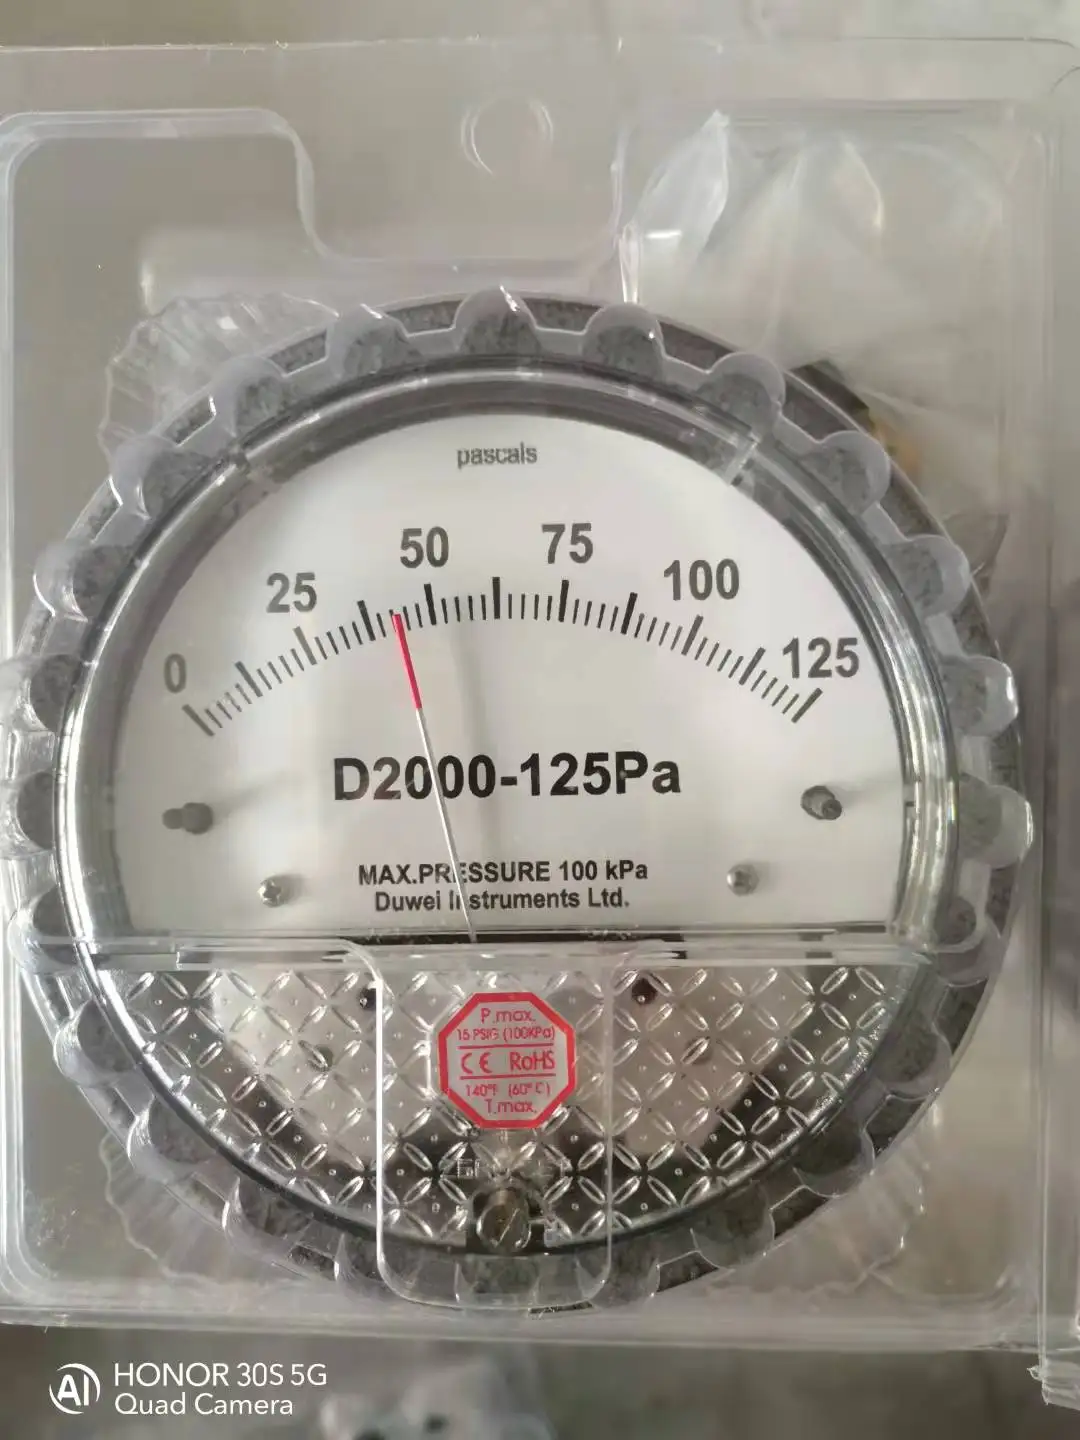 pascals
0 25 50 75 100 125
D2000-125Pa
MAX.PRESSURE 100 kPa
Duwei Instruments Ltd.
P.max.
15 PSIG (100KPa)
CE RoHS
140°F (60°C)
T.max.
HONOR 30S 5G
AI
Quad Camera